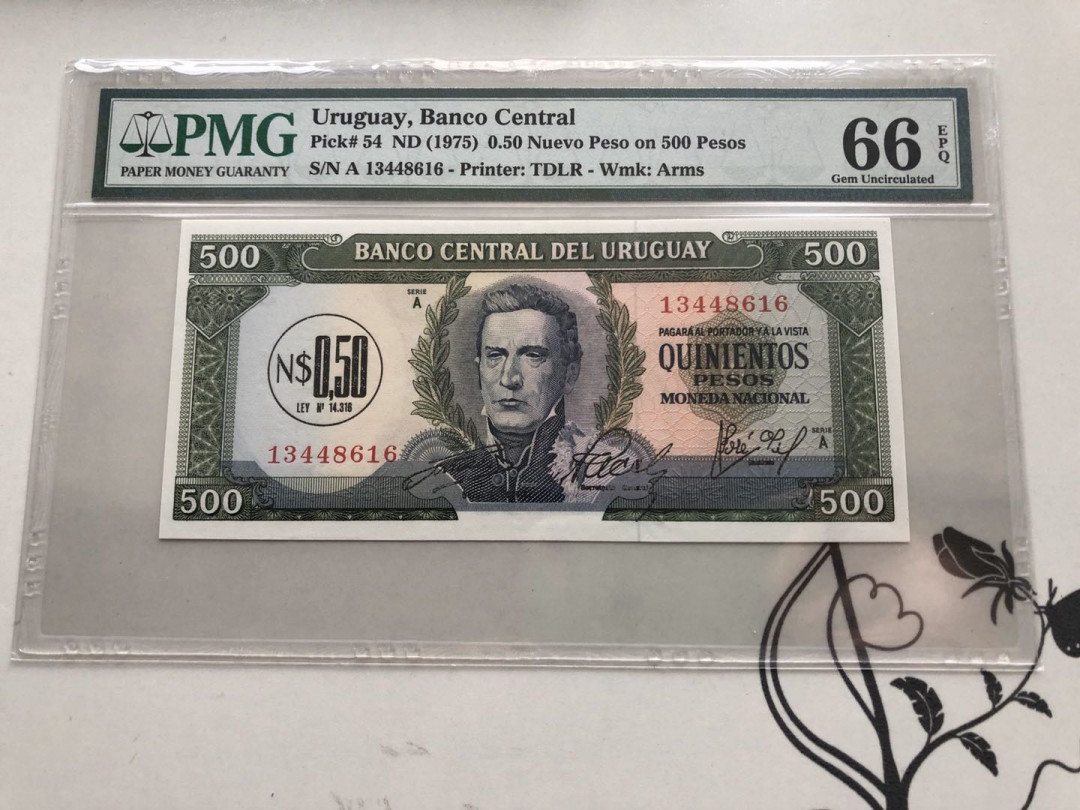 PMG
PAPER MONEY GUARANTY
Uruguay, Banco Central
Pick# 54 ND (1975) 0.50 Nuevo Peso on 500 Pesos
S/N A 13448616 - Printer: TDLR - Wmk: Arms
66
EPQ
Gem Uncirculated
500
BANCO CENTRAL DEL URUGUAY
500
SERIE
A
13448616
PAGARÁ AL PORTADOR Y A LA VISTA
QUINIENTOS
PESOS
MONEDA NACIONAL
N$0,50
LEY Nº 14.316
13448616
SERIE
A
500
500